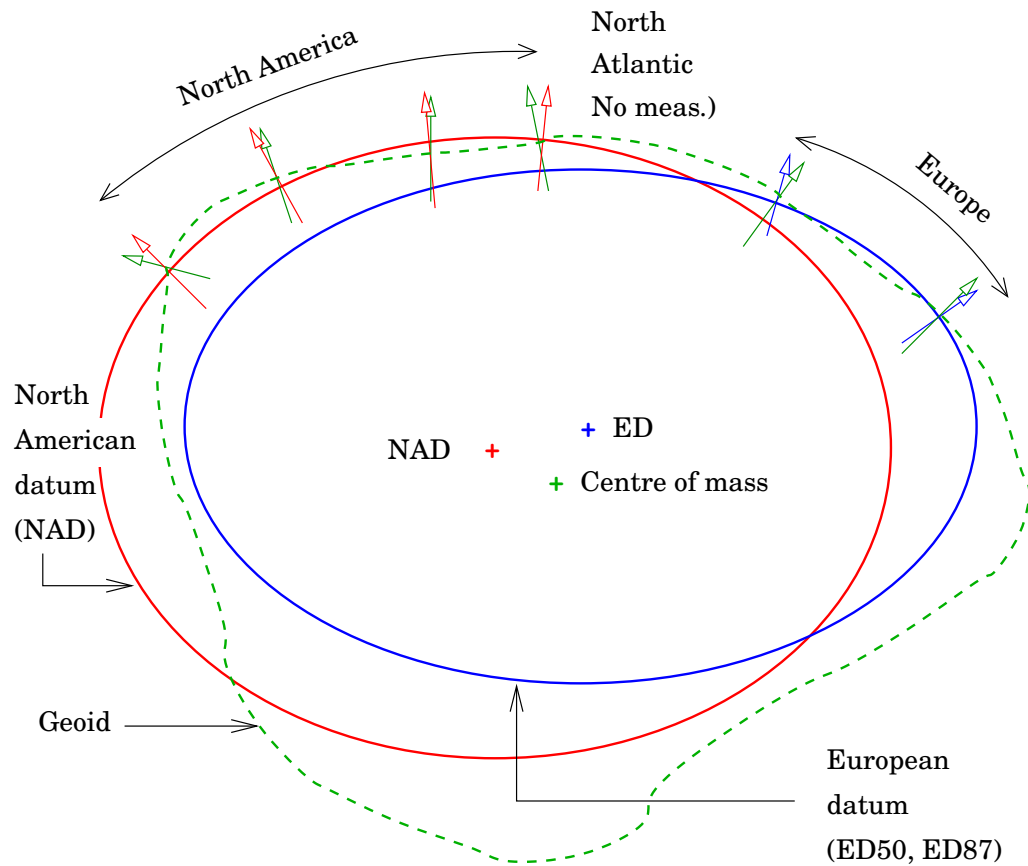 North America
North
Atlantic
No meas.)
Europe
North
American
datum
(NAD)
NAD
ED
Centre of mass
Geoid
European
datum
(ED50, ED87)